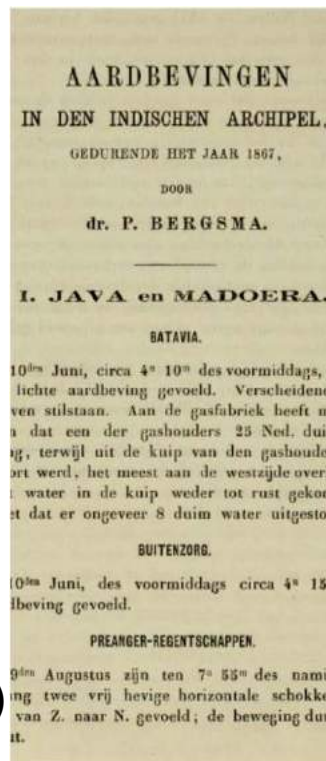 AARDBEVINGEN
IN DEN INDISCHEN ARCHIPEL,
GEDURENDE HET JAAR 1867,
DOOR
dr. P. BERGSMA.
I. JAVA en MADOERA.
BATAVIA.
10den Juni, circa 4u 10m des voormiddags,
lichte aardbeving gevoeld. Verscheidene
ven stilstaan. Aan de gasfabriek heeft m
dat een der gashouders 25 Ned. dui
ng, terwijl uit de kuip van den gashoude
ort werd, het meest aan de westzijde over
water in de kuip weder tot rust gekom
et dat er ongeveer 8 duim water uitgesto
BUITENZORG.
10den Juni, des voormiddags circa 4u 15
dbeving gevoeld.
PREANGER-REGENTSCHAPPEN.
9den Augustus zijn ten 7u 55m des nami
ng twee vrij hevige horizontale schokke
van Z. naar N. gevoeld; de beweging du
ut.